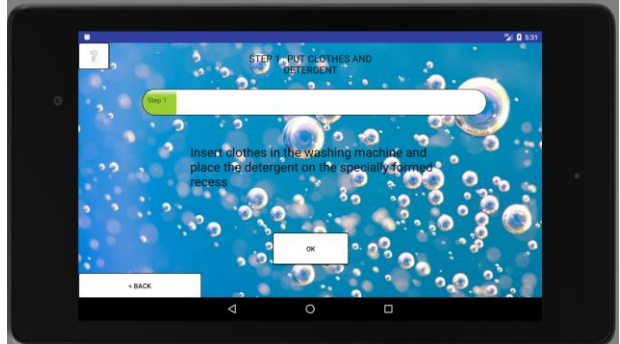 5:31
STEP 1: PUT CLOTHES AND
DETERGENT
Step 1
Insert clothes in the washing machine and
place the detergent on the specially formed
recess
OK
< BACK